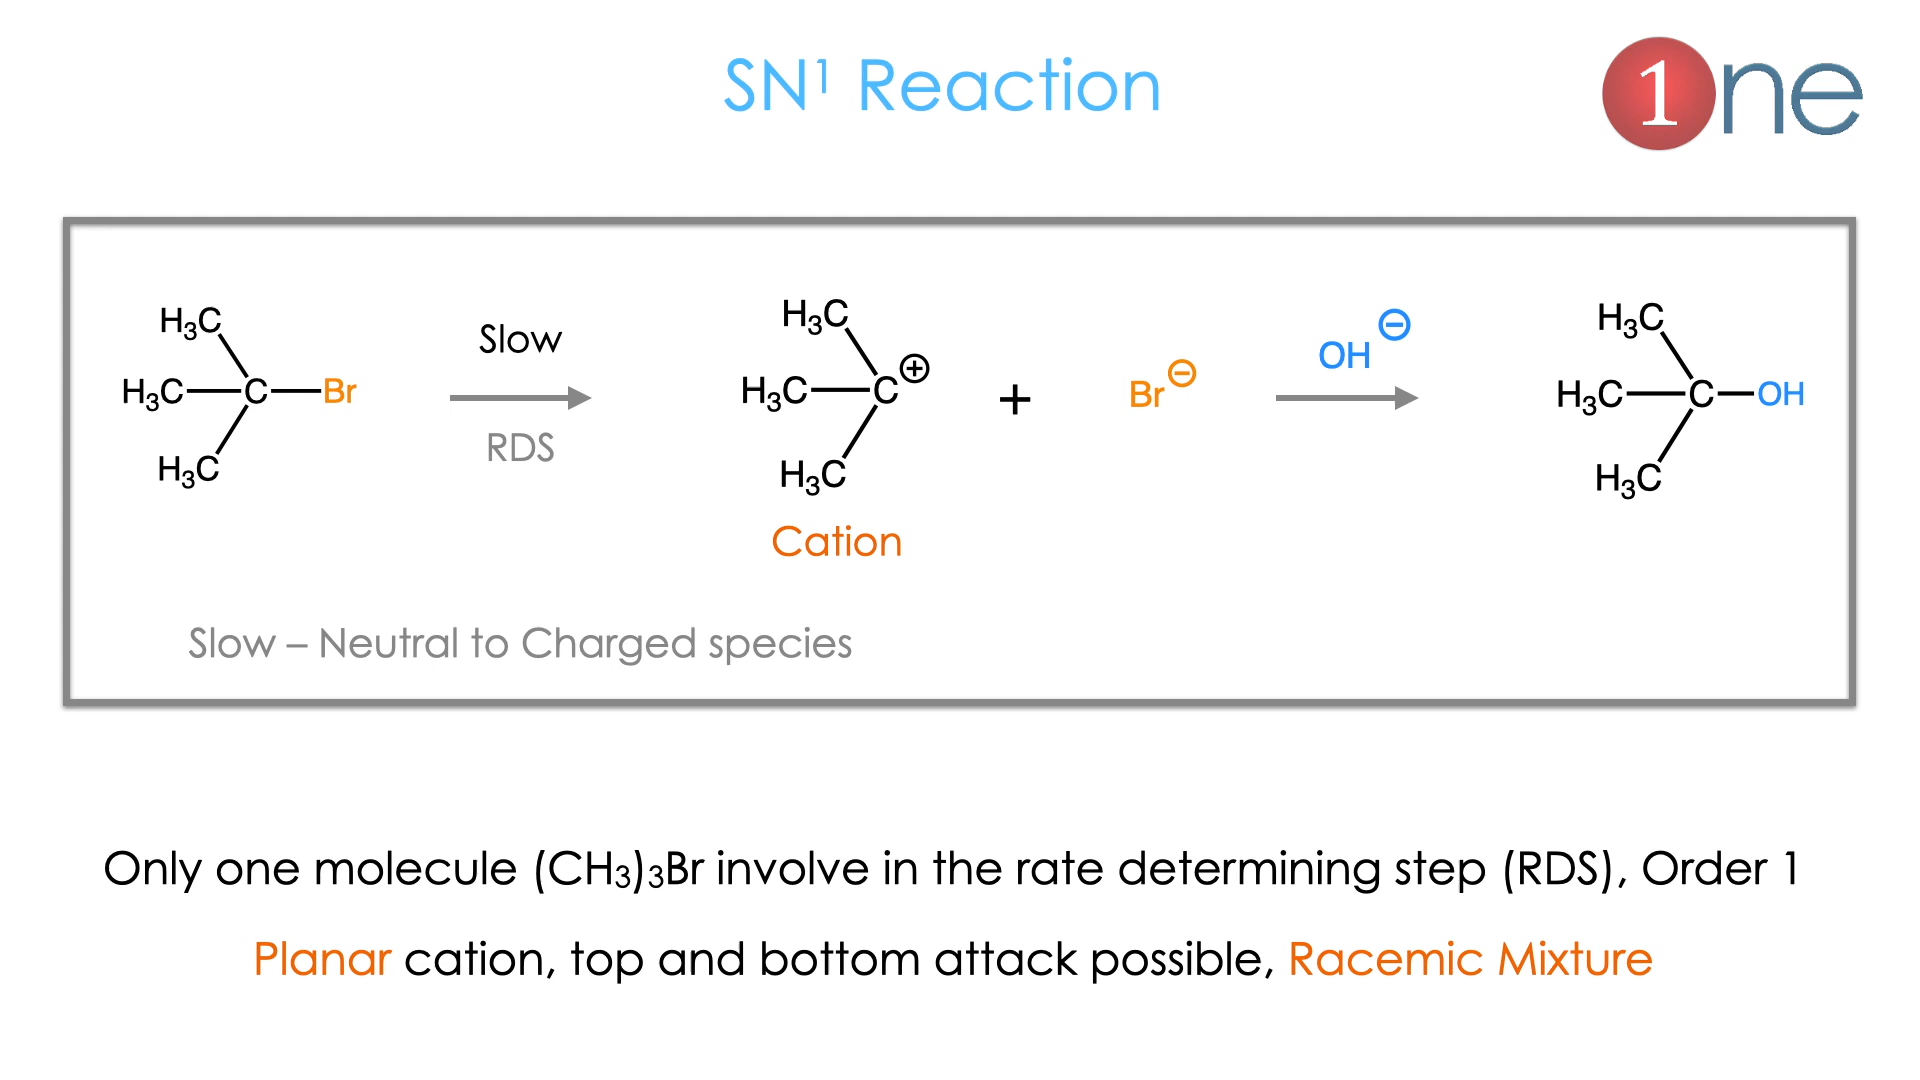 SN¹ Reaction
1ne
H₃C
H₃C C Br
H₃C
Slow
RDS
H₃C
H₃C C ⊕
H₃C
Cation
+
Br ⊖
OH ⊖
H₃C
H₃C C OH
H₃C
Slow – Neutral to Charged species
Only one molecule (CH₃)₃Br involve in the rate determining step (RDS), Order 1
Planar cation, top and bottom attack possible, Racemic Mixture